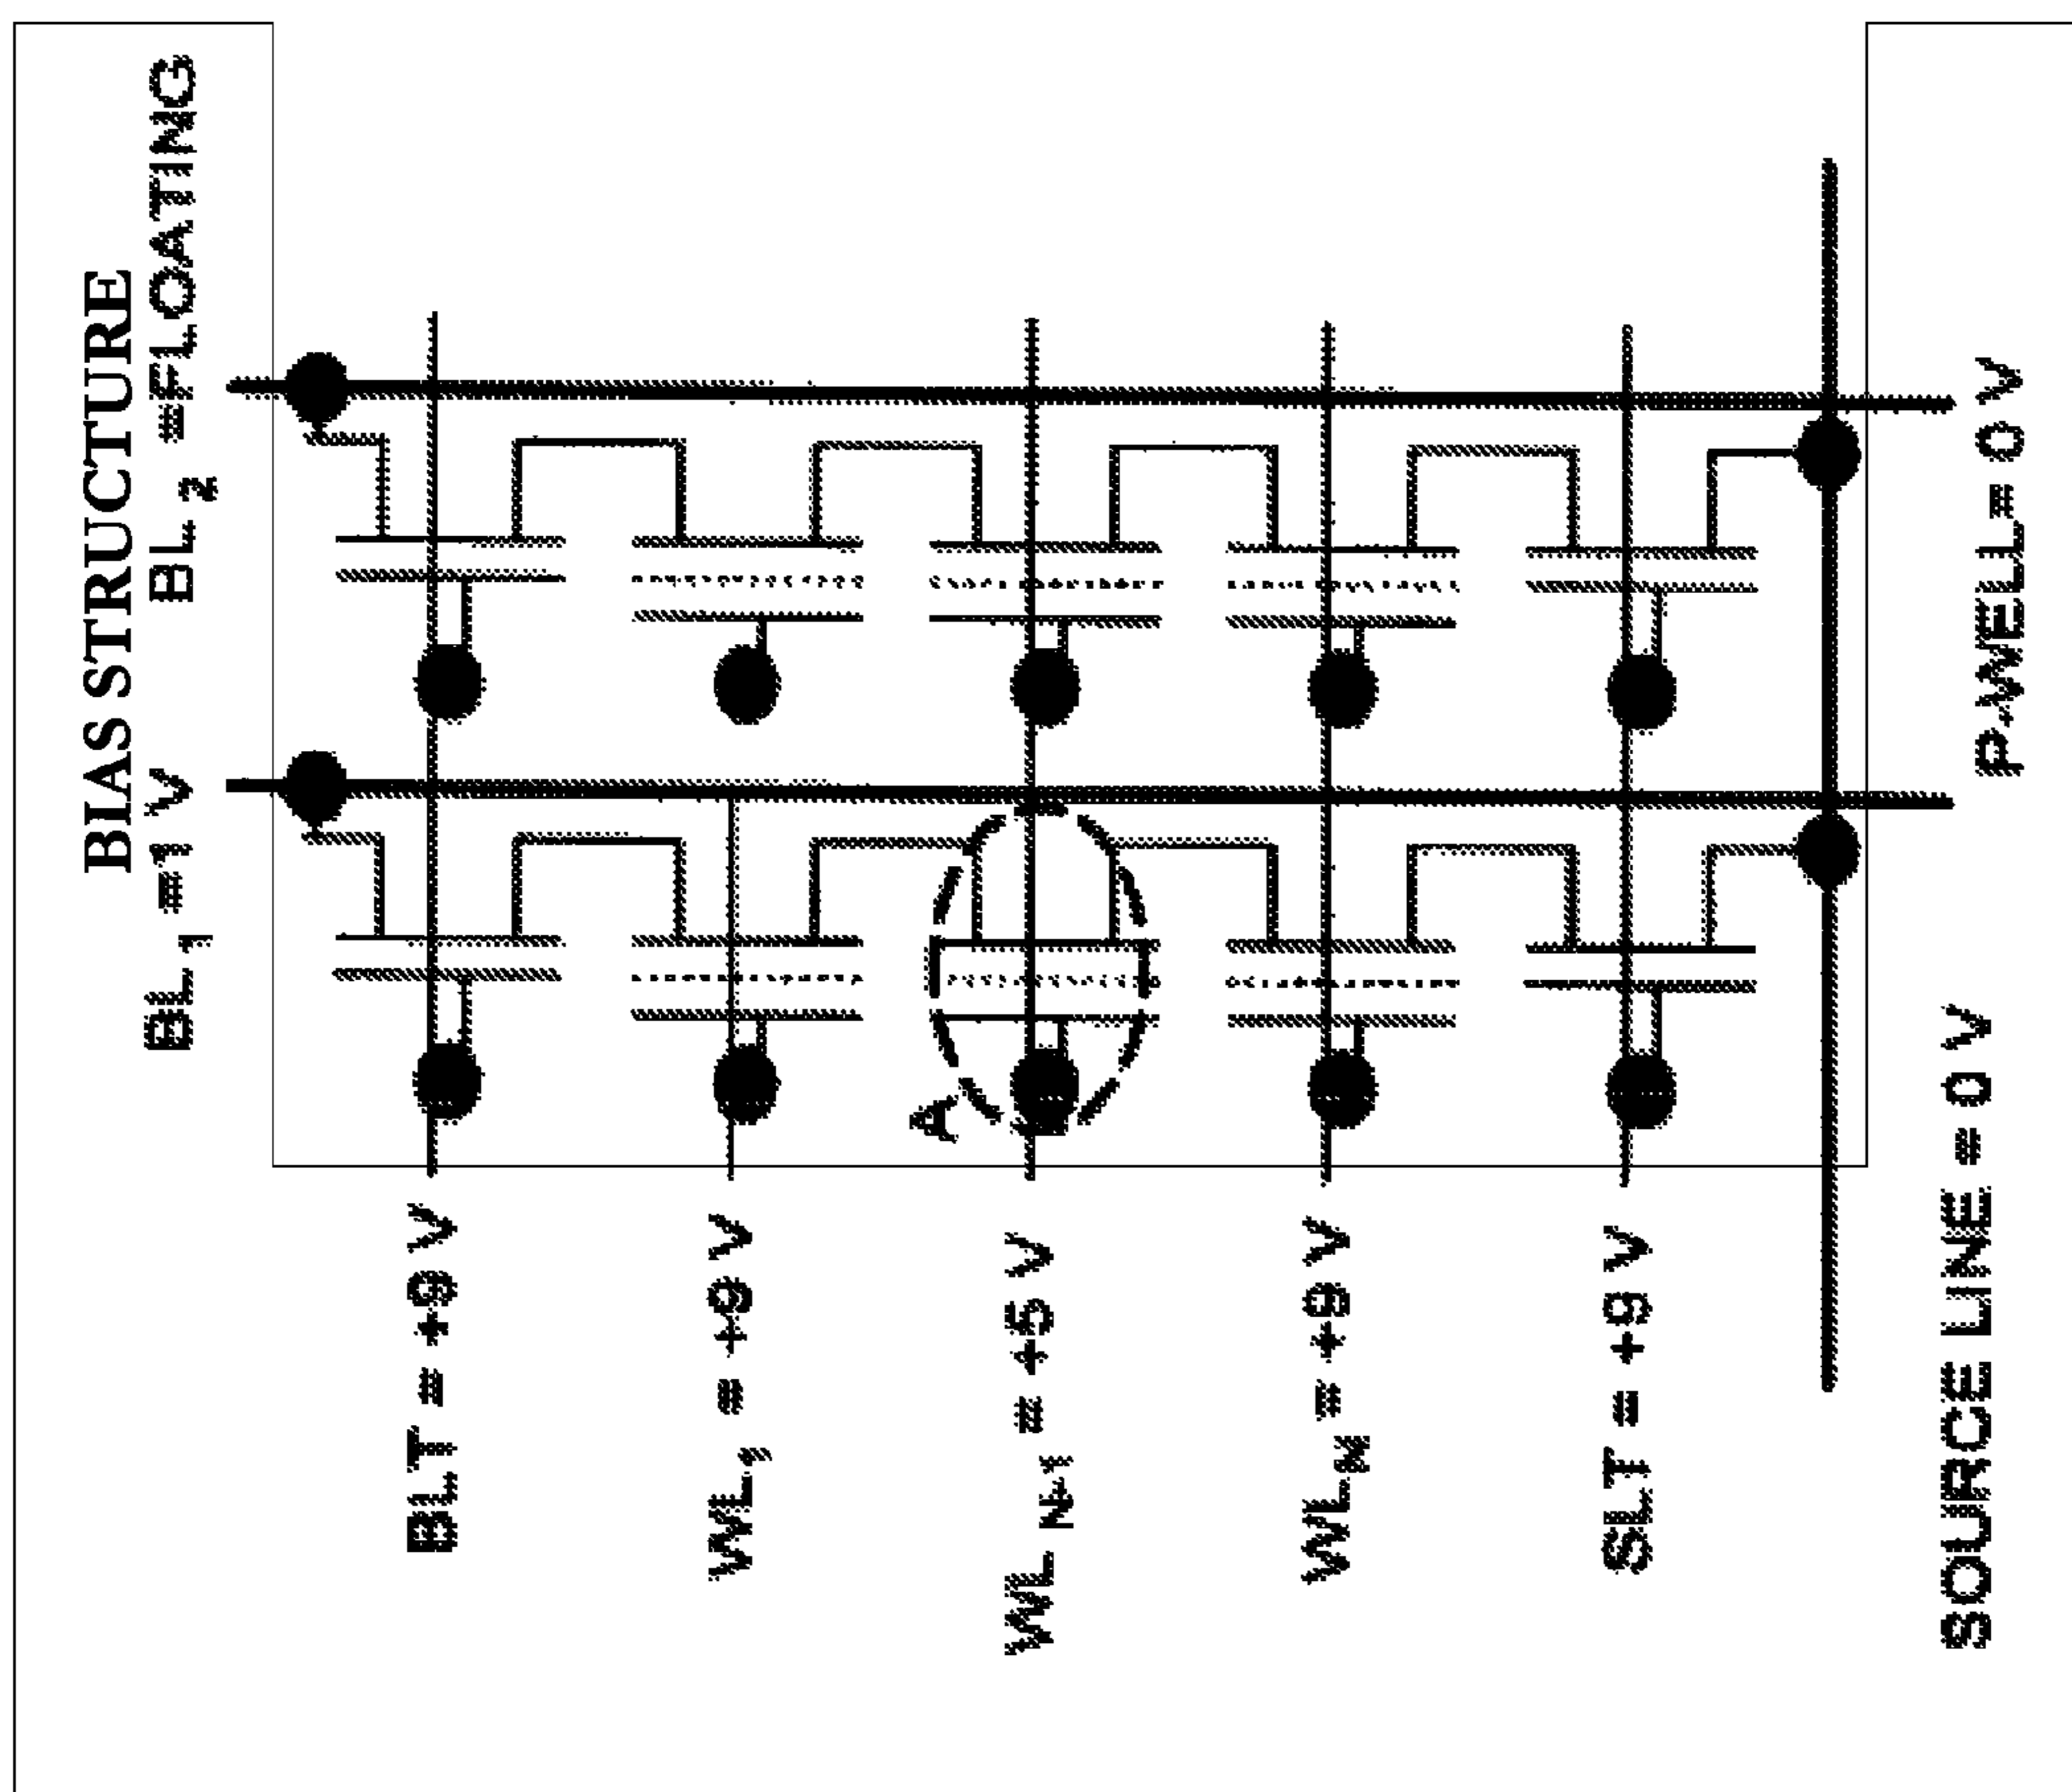 BIAS STRUCTURE
BL₁ = 1 V
BL₂ = FLOATING
BLT = +9 V
WL₁ = +9 V
A
WL N-1 = +5 V
WL = +9 V
SLT = +9 V
SOURCE LINE = 0 V
P-WELL = 0 V